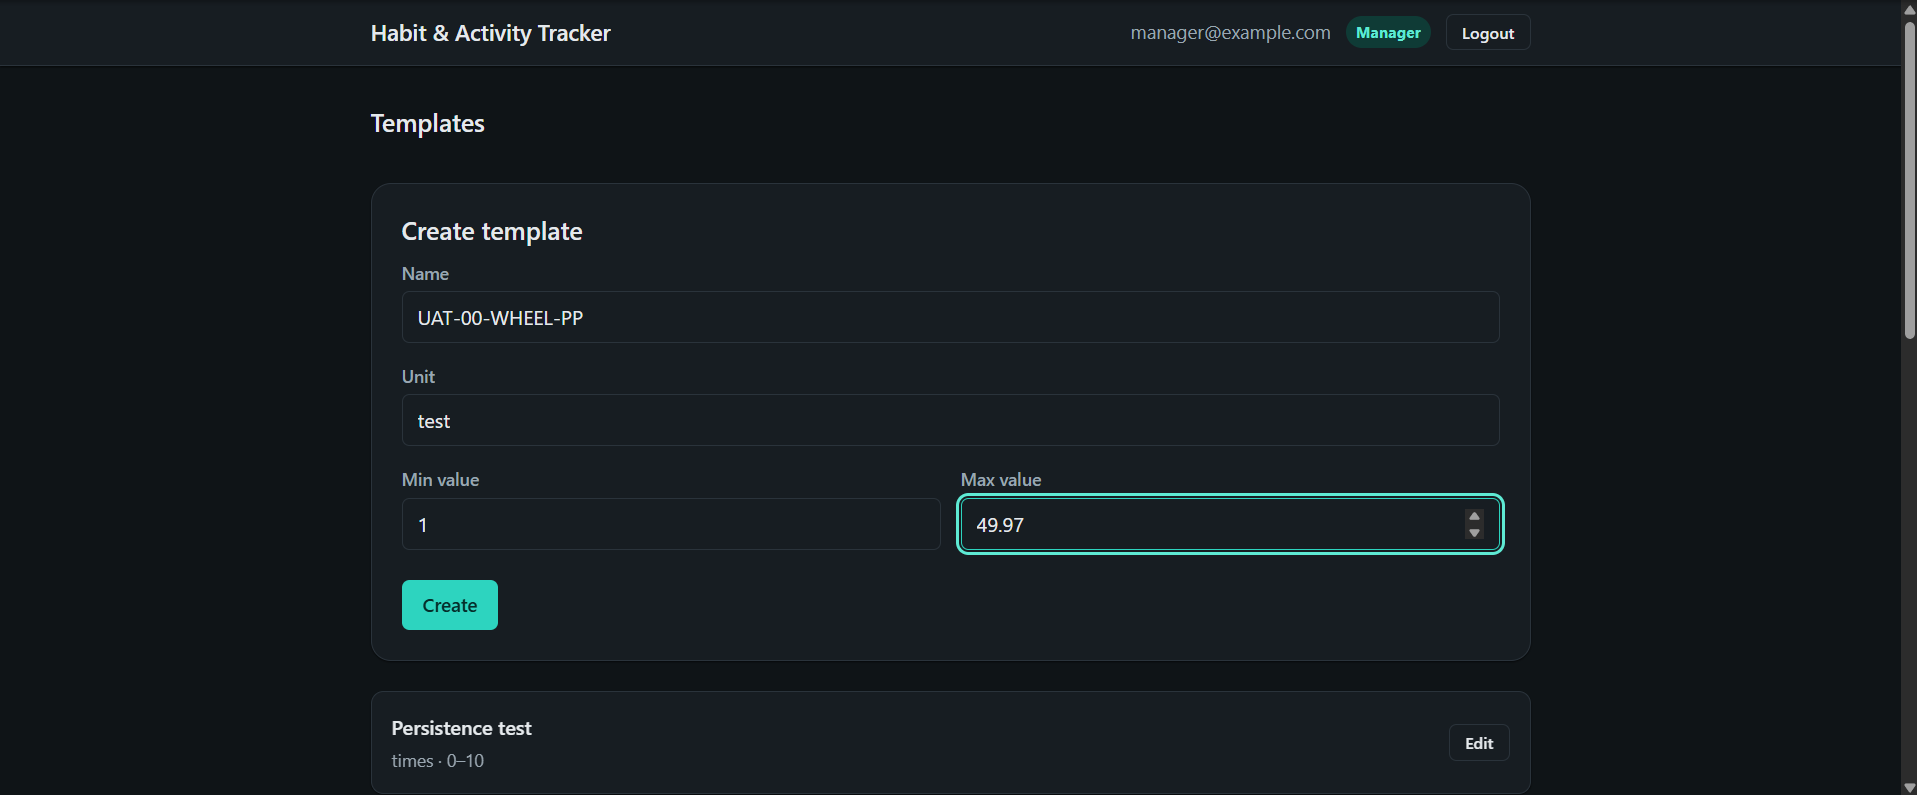 Habit & Activity Tracker
manager@example.com Manager Logout
Templates
Create template
Name
UAT-00-WHEEL-PP
Unit
test
Min value Max value
1 49.97
Create
Persistence test
times · 0–10
Edit